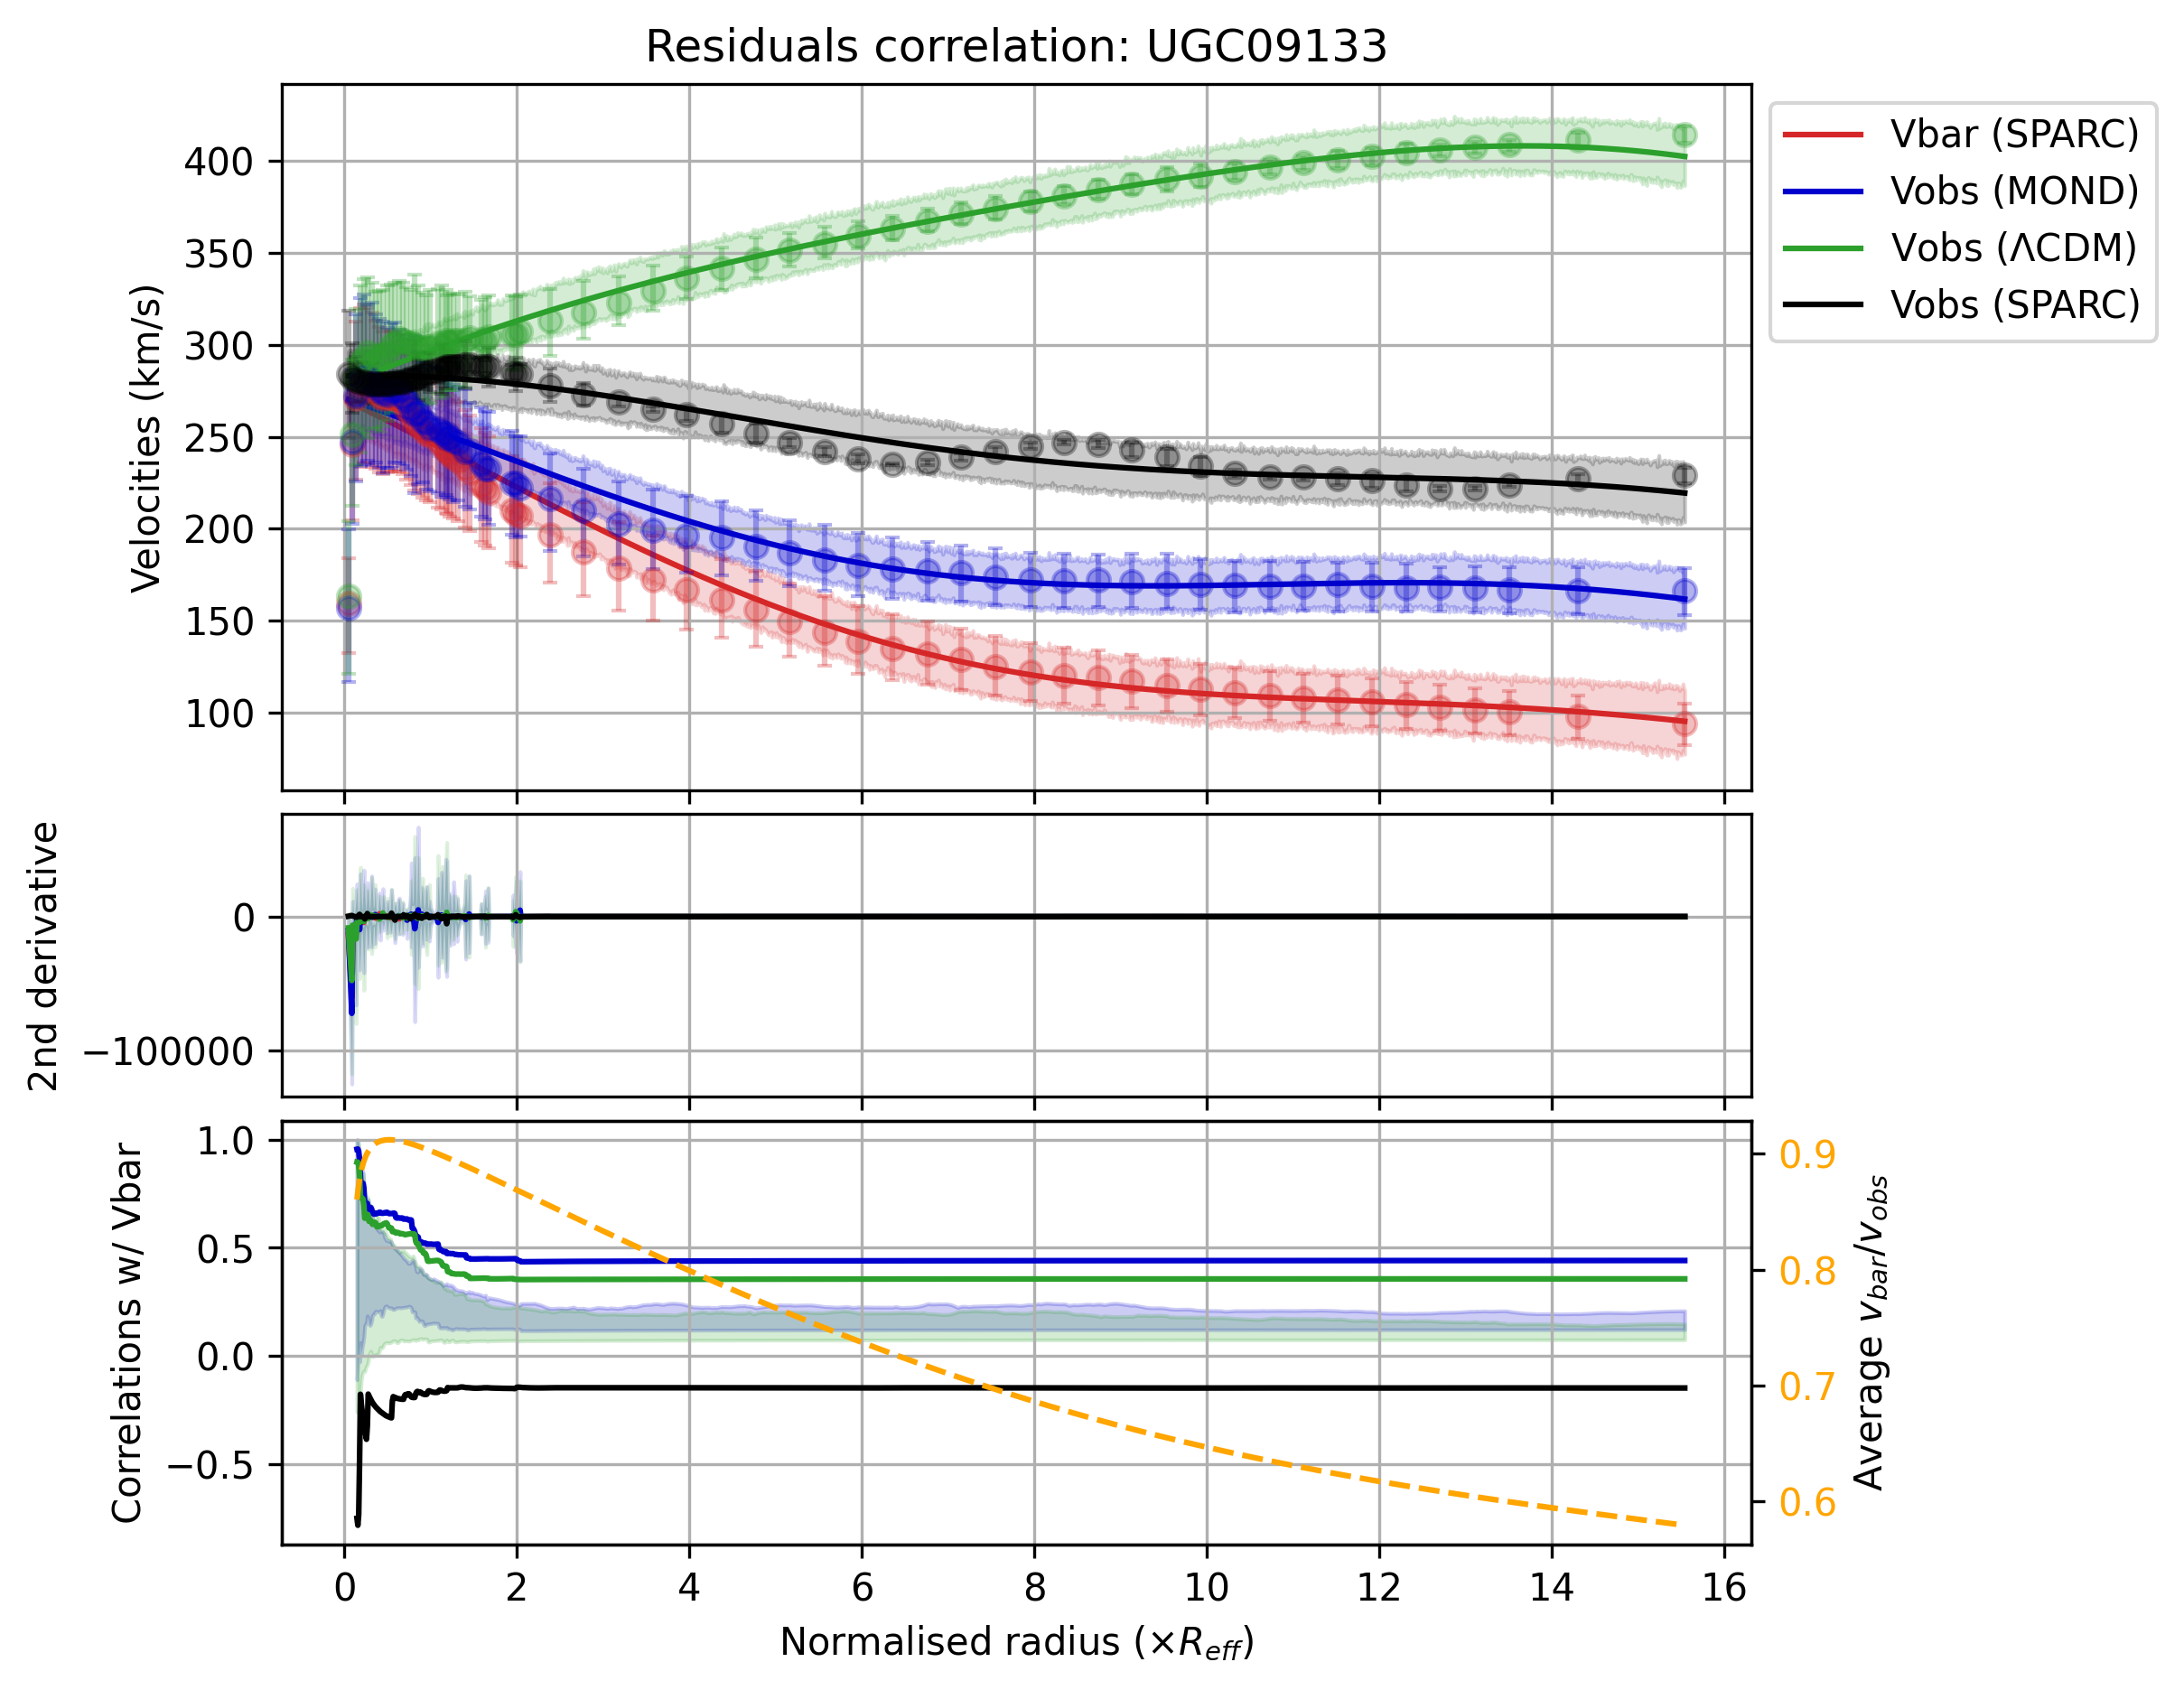 Residuals correlation: UGC09133
Velocities (km/s)
400
350
300
250
200
150
100
Vbar (SPARC)
Vobs (MOND)
Vobs (ΛCDM)
Vobs (SPARC)
2nd derivative
0
−100000
Correlations w/ Vbar
1.0
0.5
0.0
−0.5
0.9
0.8
0.7
0.6
Average v_bar/v_obs
0 2 4 6 8 10 12 14 16
Normalised radius (×R_eff)